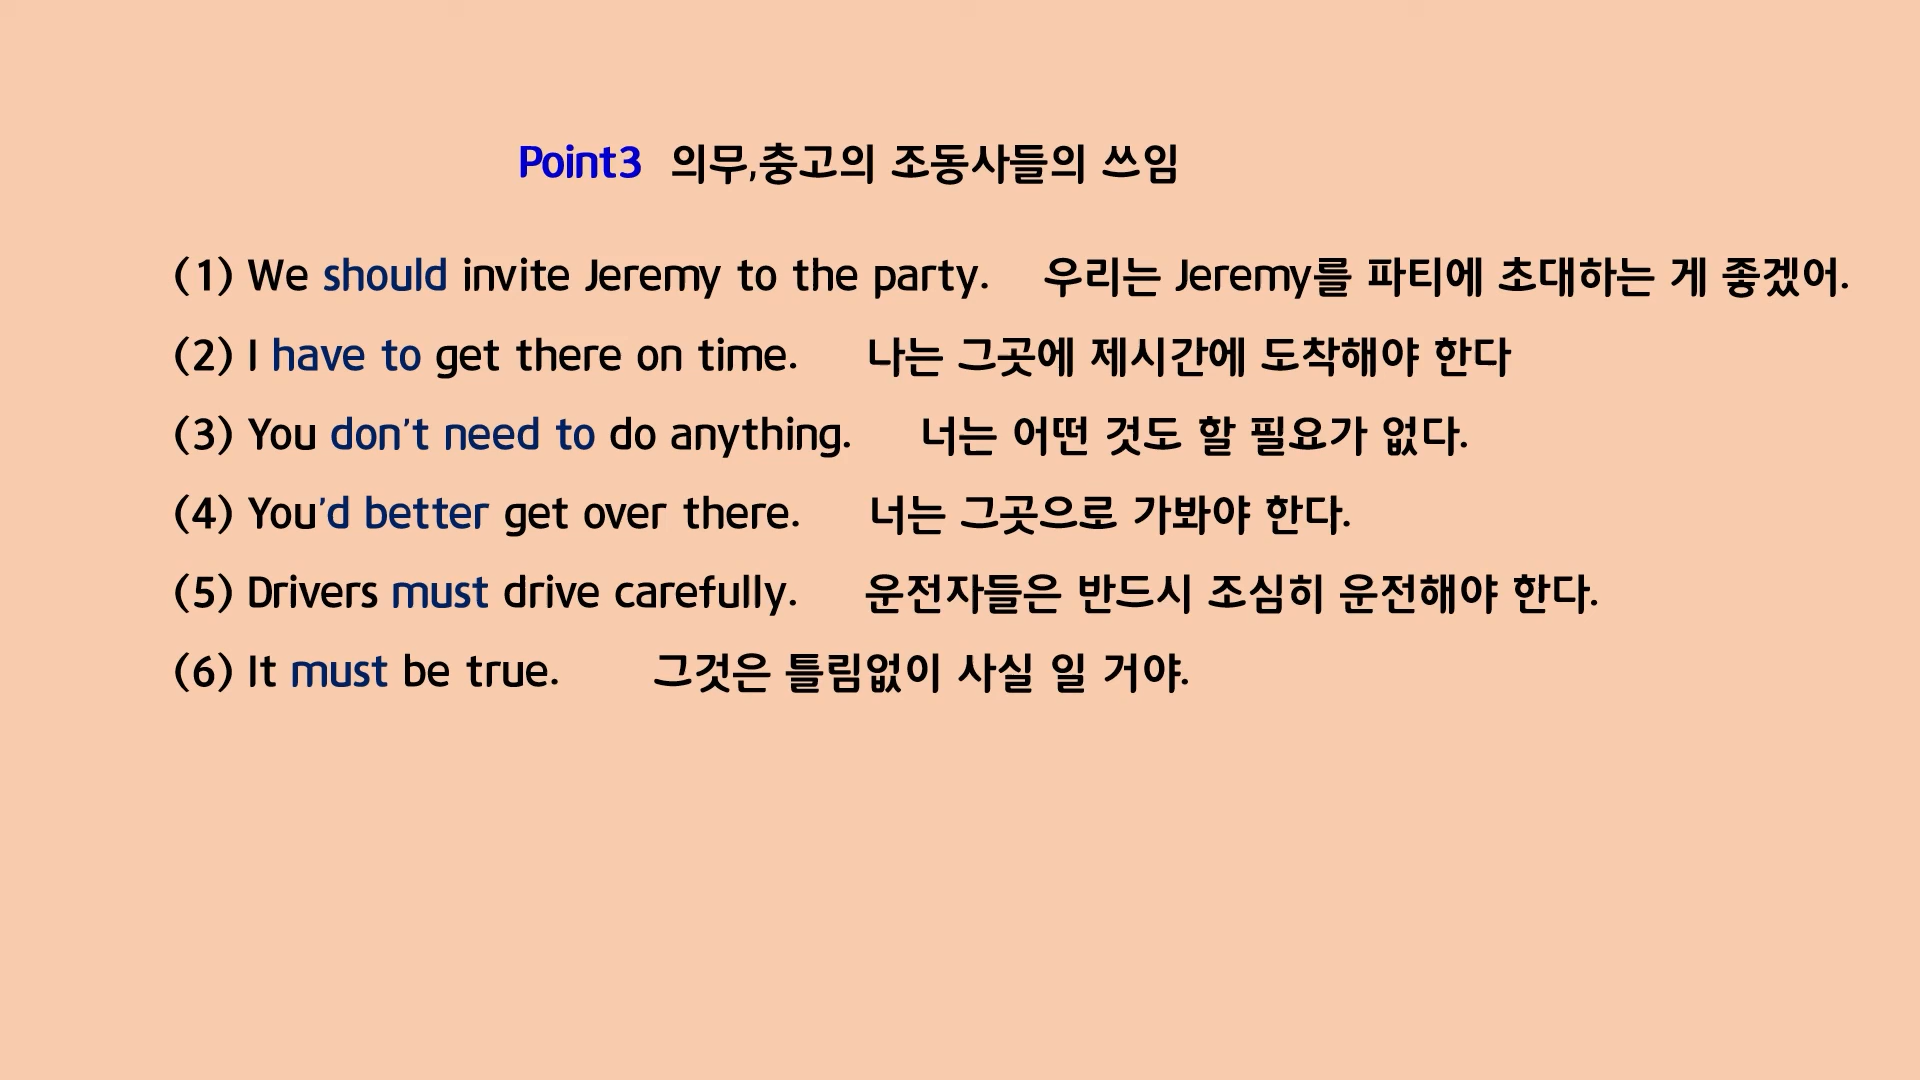 Point3 의무,충고의 조동사들의 쓰임
(1) We should invite Jeremy to the party. 우리는 Jeremy를 파티에 초대하는 게 좋겠어.
(2) I have to get there on time. 나는 그곳에 제시간에 도착해야 한다
(3) You don't need to do anything. 너는 어떤 것도 할 필요가 없다.
(4) You'd better get over there. 너는 그곳으로 가봐야 한다.
(5) Drivers must drive carefully. 운전자들은 반드시 조심히 운전해야 한다.
(6) It must be true. 그것은 틀림없이 사실 일 거야.